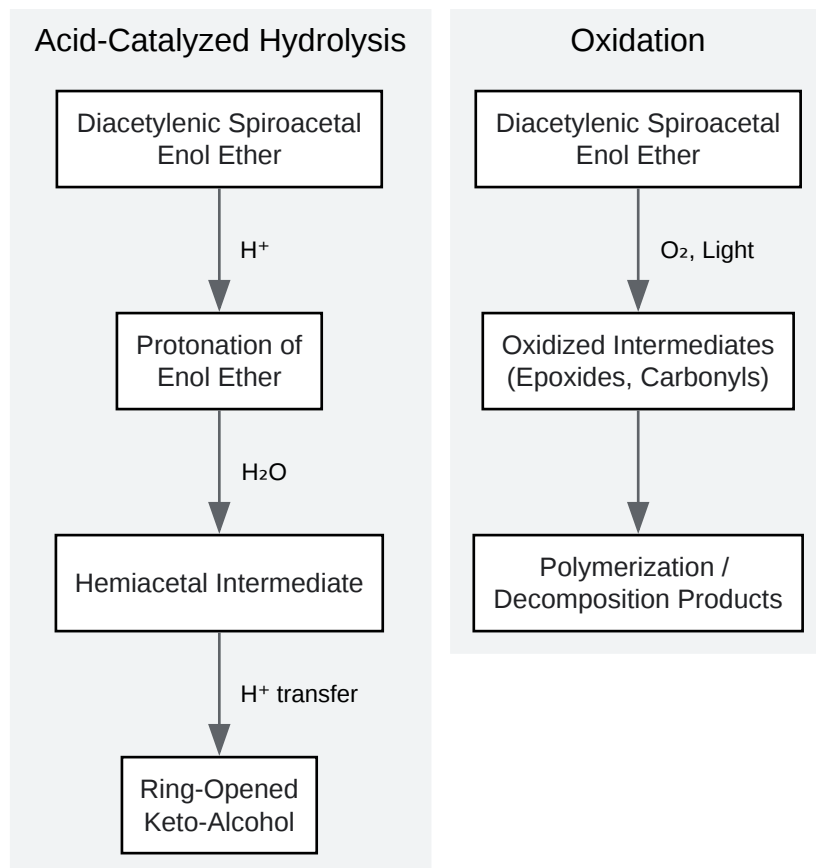 Acid-Catalyzed Hydrolysis
Diacetylenic Spiroacetal
Enol Ether
H⁺
Protonation of
Enol Ether
H₂O
Hemiacetal Intermediate
H⁺ transfer
Ring-Opened
Keto-Alcohol
Oxidation
Diacetylenic Spiroacetal
Enol Ether
O₂, Light
Oxidized Intermediates
(Epoxides, Carbonyls)
Polymerization /
Decomposition Products